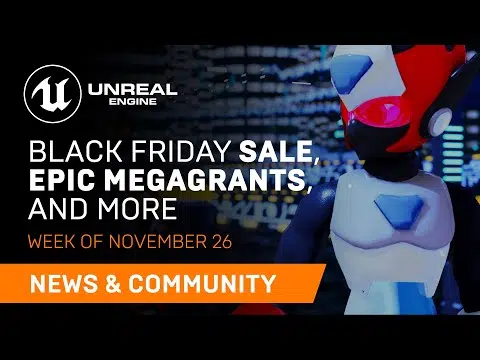 UNREAL
ENGINE
BLACK FRIDAY SALE,
EPIC MEGAGRANTS,
AND MORE
WEEK OF NOVEMBER 26
NEWS & COMMUNITY